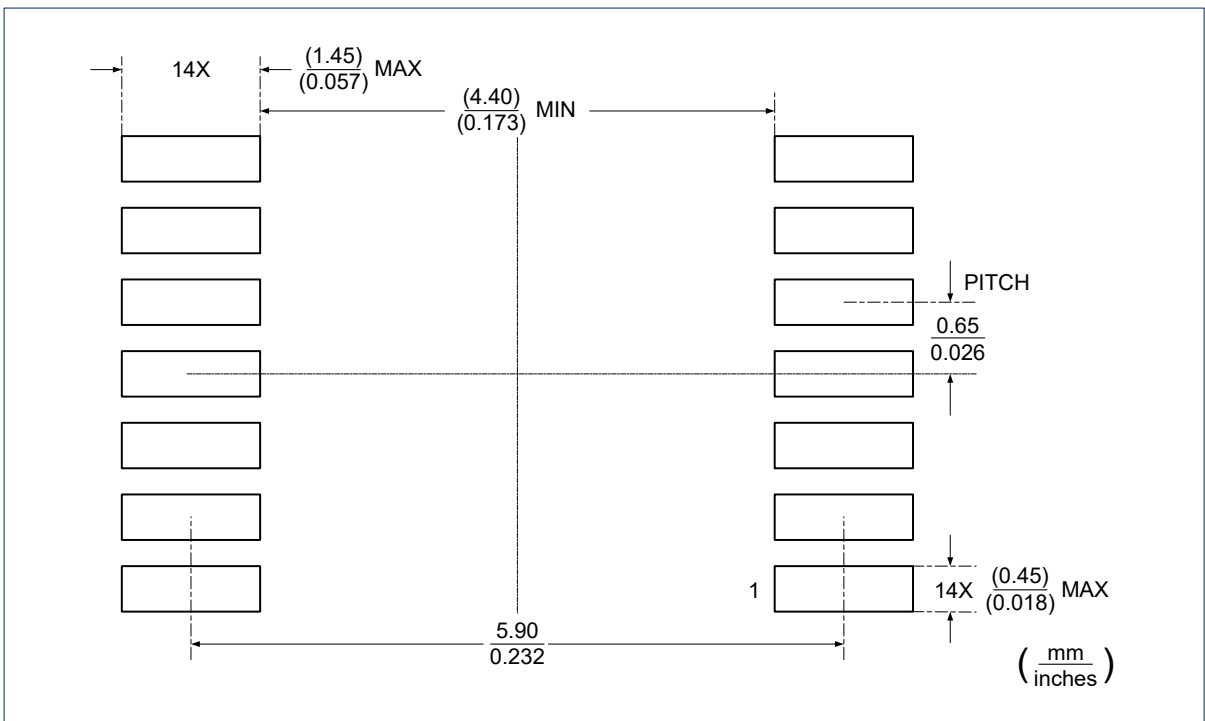 14X
(1.45)
(0.057)
MAX
(4.40)
(0.173)
MIN
PITCH
0.65
0.026
1
14X
(0.45)
(0.018)
MAX
5.90
0.232
(mm
inches)